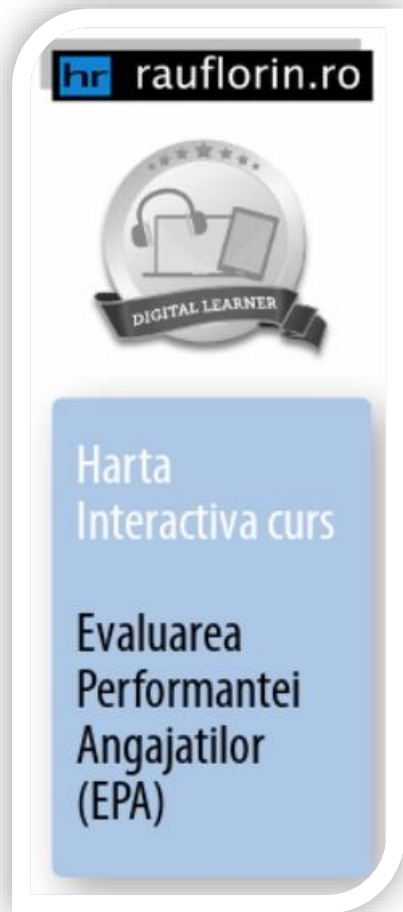 hr rauflorin.ro
DIGITAL LEARNER
Harta
Interactiva curs
Evaluarea
Performantei
Angajatilor
(EPA)